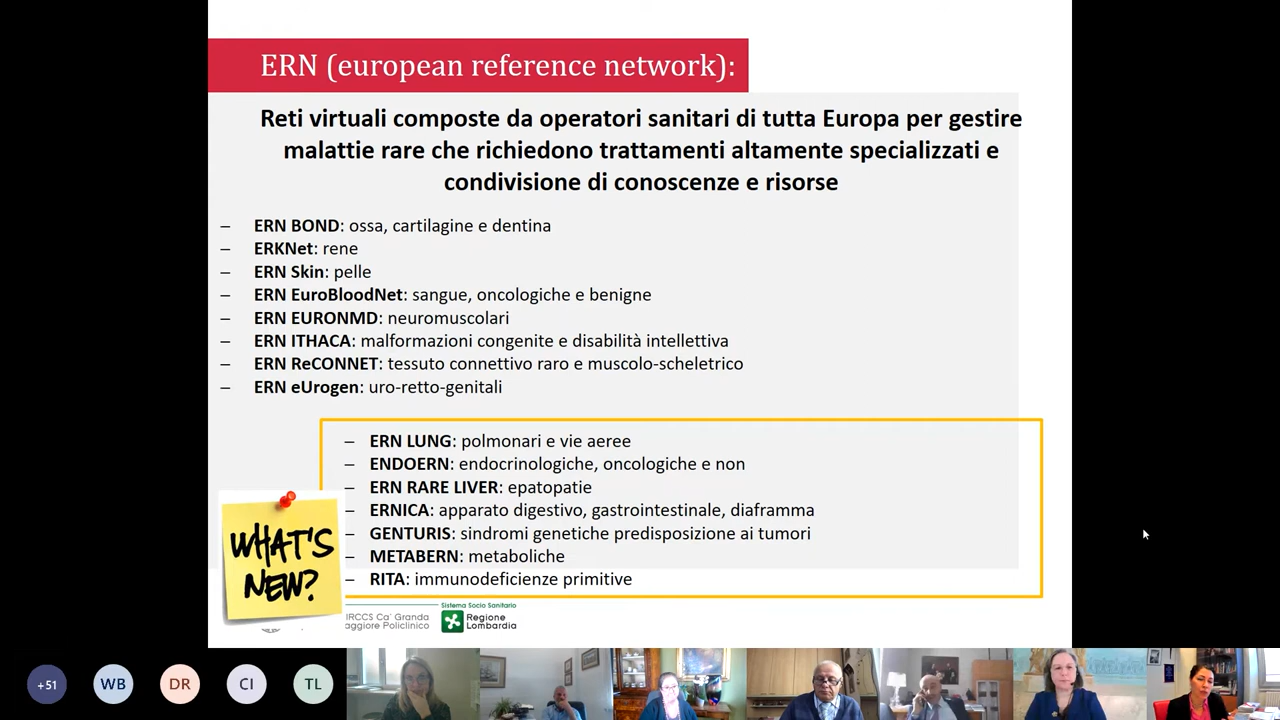 ERN (european reference network):
Reti virtuali composte da operatori sanitari di tutta Europa per gestire
malattie rare che richiedono trattamenti altamente specializzati e
condivisione di conoscenze e risorse
– ERN BOND: ossa, cartilagine e dentina
– ERKNet: rene
– ERN Skin: pelle
– ERN EuroBloodNet: sangue, oncologiche e benigne
– ERN EURONMD: neuromuscolari
– ERN ITHACA: malformazioni congenite e disabilità intellettiva
– ERN ReCONNET: tessuto connettivo raro e muscolo-scheletrico
– ERN eUrogen: uro-retto-genitali
– ERN LUNG: polmonari e vie aeree
– ENDOERN: endocrinologiche, oncologiche e non
– ERN RARE LIVER: epatopatie
– ERNICA: apparato digestivo, gastrointestinale, diaframma
– GENTURIS: sindromi genetiche predisposizione ai tumori
– METABERN: metaboliche
– RITA: immunodeficienze primitive
WHAT'S
NEW?
IRCCS Ca' Granda
aggiore Policlinico
Sistema Socio Sanitario
Regione
Lombardia
+51
WB
DR
CI
TL